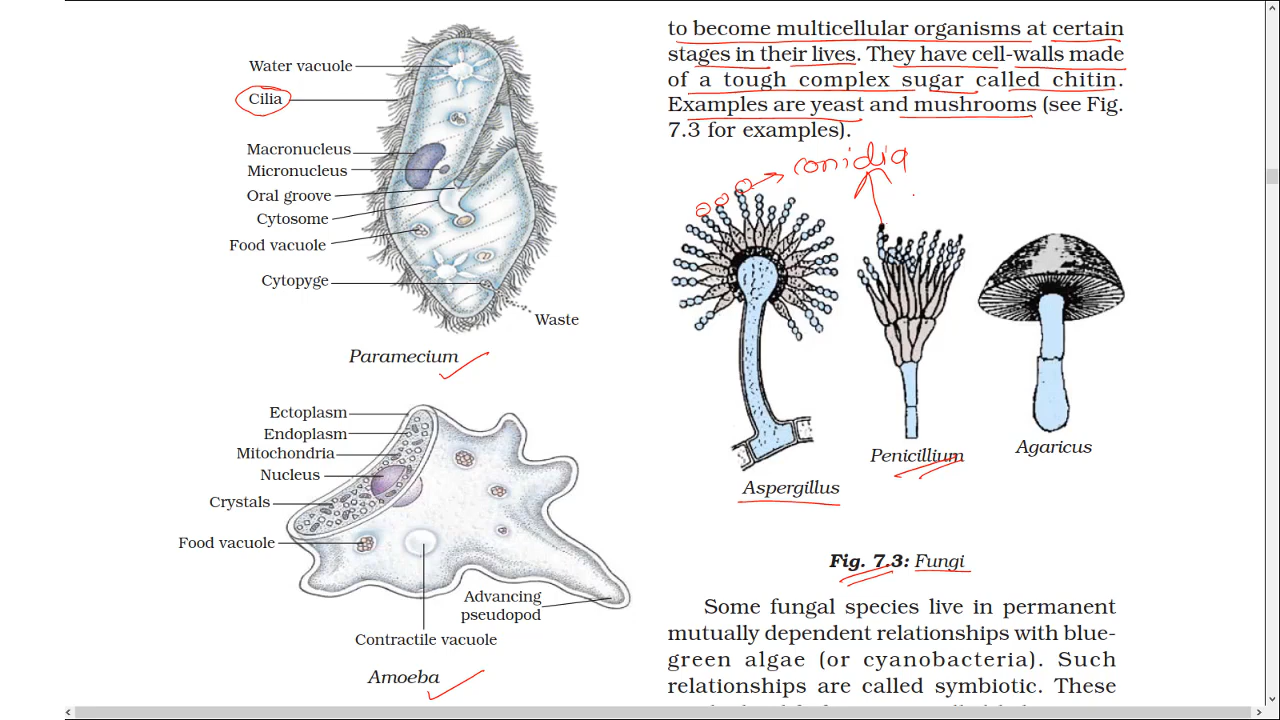 Water vacuole
Cilia
Macronucleus
Micronucleus
Oral groove
Cytosome
Food vacuole
Cytopyge
Waste
Paramecium
Ectoplasm
Endoplasm
Mitochondria
Nucleus
Crystals
Food vacuole
Advancing
pseudopod
Contractile vacuole
Amoeba
to become multicellular organisms at certain
stages in their lives. They have cell-walls made
of a tough complex sugar called chitin.
Examples are yeast and mushrooms (see Fig.
7.3 for examples).
conidia
Aspergillus
Penicillium
Agaricus
Fig. 7.3: Fungi
Some fungal species live in permanent
mutually dependent relationships with blue-
green algae (or cyanobacteria). Such
relationships are called symbiotic. These